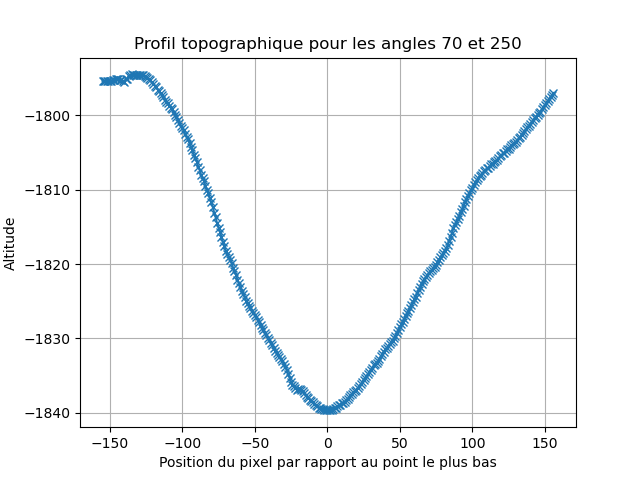 Profil topographique pour les angles 70 et 250
Altitude
−1800
−1810
−1820
−1830
−1840
−150 −100 −50 0 50 100 150
Position du pixel par rapport au point le plus bas